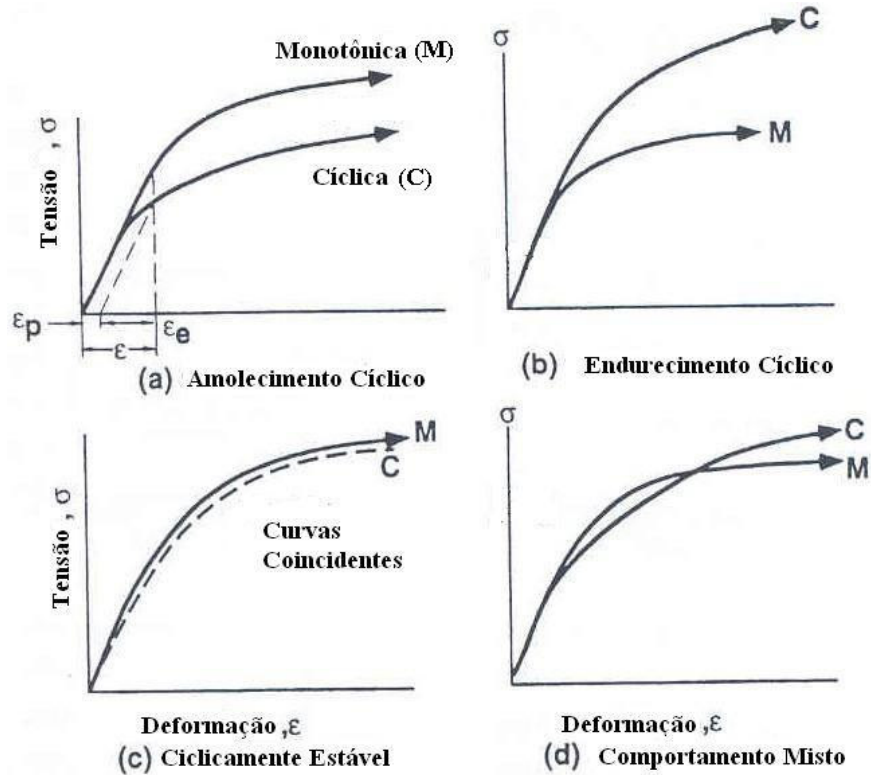 Monotônica (M)
Cíclica (C)
Tensão , σ
εp
ε
εe
(a) Amolecimento Cíclico
σ
C
M
(b) Endurecimento Cíclico
M
C
Tensão , σ
Curvas
Coincidentes
Deformação ,ε
(c) Ciclicamente Estável
σ
C
M
Deformação ,ε
(d) Comportamento Misto